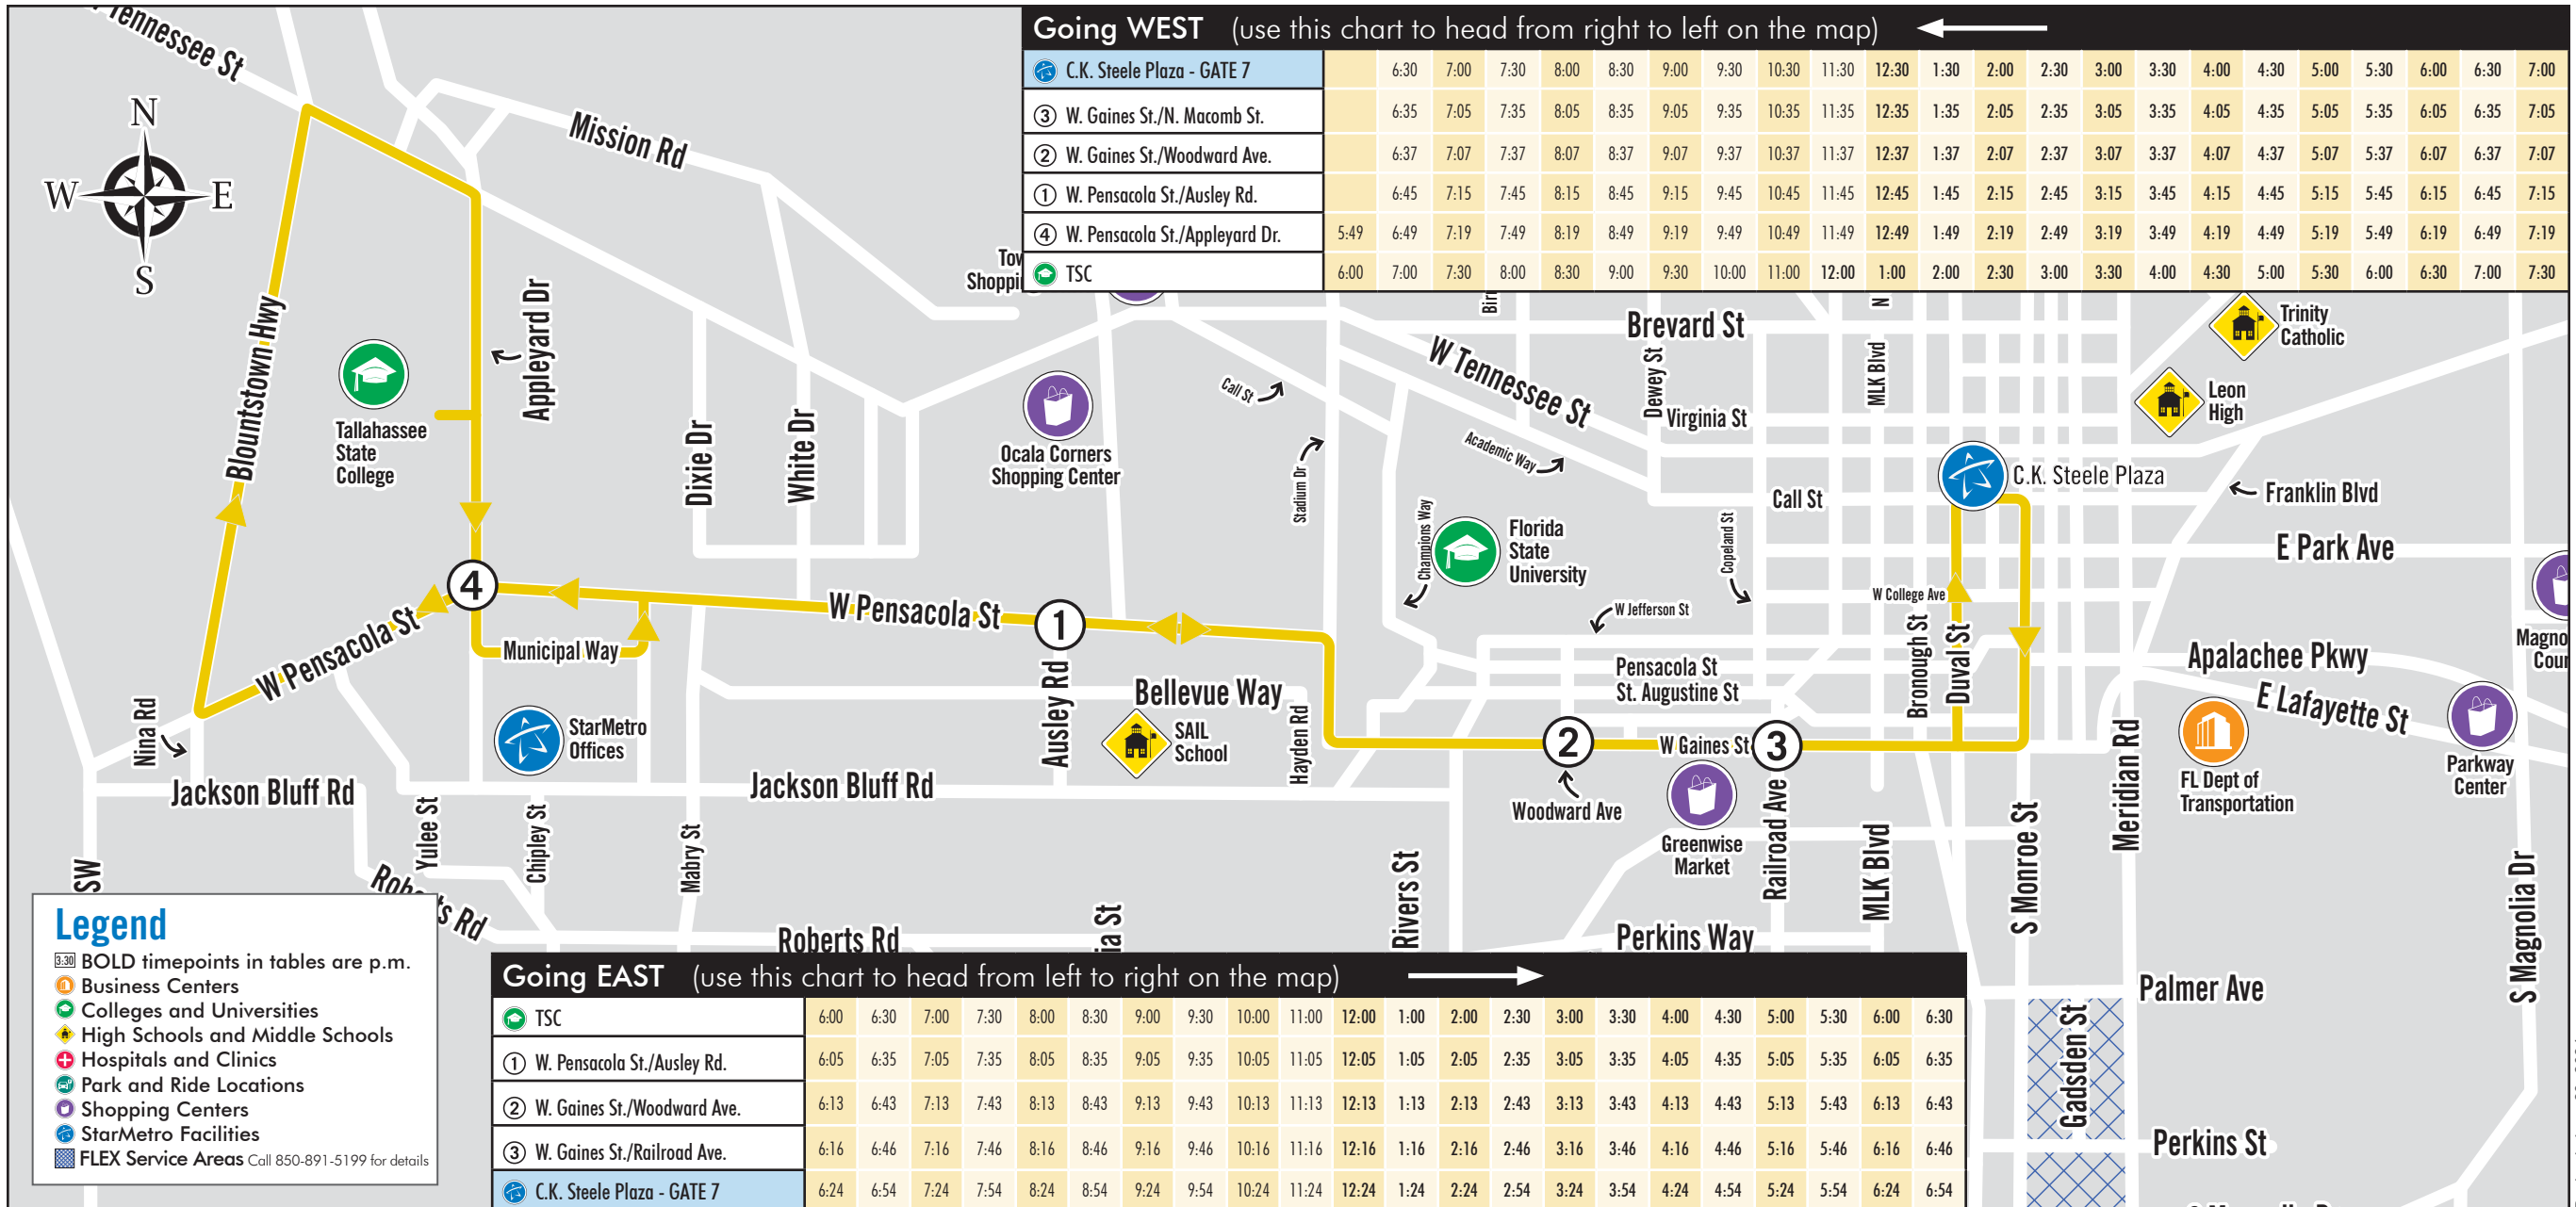 Tennessee St
N
W
E
S
Mission Rd
Going WEST (use this chart to head from right to left on the map)
C.K. Steele Plaza - GATE 7 6:30 7:00 7:30 8:00 8:30 9:00 9:30 10:30 11:30 12:30 1:30 2:00 2:30 3:00 3:30 4:00 4:30 5:00 5:30 6:00 6:30 7:00
3 W. Gaines St./N. Macomb St. 6:35 7:05 7:35 8:05 8:35 9:05 9:35 10:35 11:35 12:35 1:35 2:05 2:35 3:05 3:35 4:05 4:35 5:05 5:35 6:05 6:35 7:05
2 W. Gaines St./Woodward Ave. 6:37 7:07 7:37 8:07 8:37 9:07 9:37 10:37 11:37 12:37 1:37 2:07 2:37 3:07 3:37 4:07 4:37 5:07 5:37 6:07 6:37 7:07
1 W. Pensacola St./Ausley Rd. 6:45 7:15 7:45 8:15 8:45 9:15 9:45 10:45 11:45 12:45 1:45 2:15 2:45 3:15 3:45 4:15 4:45 5:15 5:45 6:15 6:45 7:15
4 W. Pensacola St./Appleyard Dr. 5:49 6:49 7:19 7:49 8:19 8:49 9:19 9:49 10:49 11:49 12:49 1:49 2:19 2:49 3:19 3:49 4:19 4:49 5:19 5:49 6:19 6:49 7:19
TSC 6:00 7:00 7:30 8:00 8:30 9:00 9:30 10:00 11:00 12:00 1:00 2:00 2:30 3:00 3:30 4:00 4:30 5:00 5:30 6:00 6:30 7:00 7:30
Blountstown Hwy
Appleyard Dr
Tallahassee
State
College
Dixie Dr
White Dr
Ocala Corners
Shopping Center
Call St
Stadium Dr
Brevard St
W Tennessee St
Dewey St
MLK Blvd
N
Virginia St
Academic Way
Trinity
Catholic
Leon
High
C.K. Steele Plaza
Call St
Franklin Blvd
Champions Way
Florida
State
University
Copeland St
E Park Ave
4
W Pensacola St
1
W Pensacola St
Municipal Way
W Jefferson St
W College Ave
Bronough St
Duval St
Pensacola St
St. Augustine St
Apalachee Pkwy
E Lafayette St
Nina Rd
StarMetro
Offices
Ausley Rd
Bellevue Way
SAIL
School
Hayden Rd
2
W Gaines St
3
Woodward Ave
Greenwise
Market
Railroad Ave
MLK Blvd
S Monroe St
Meridian Rd
FL Dept of
Transportation
Parkway
Center
S Magnolia Dr
Jackson Bluff Rd
Jackson Bluff Rd
Yulee St
Chipley St
Mabry St
SW
Roberts Rd
Roberts Rd
Rivers St
Perkins Way
Palmer Ave
Gadsden St
Perkins St
Legend
3:30 BOLD timepoints in tables are p.m.
Business Centers
Colleges and Universities
High Schools and Middle Schools
Hospitals and Clinics
Park and Ride Locations
Shopping Centers
StarMetro Facilities
FLEX Service Areas Call 850-891-5199 for details
Going EAST (use this chart to head from left to right on the map)
TSC 6:00 6:30 7:00 7:30 8:00 8:30 9:00 9:30 10:00 11:00 12:00 1:00 2:00 2:30 3:00 3:30 4:00 4:30 5:00 5:30 6:00 6:30
1 W. Pensacola St./Ausley Rd. 6:05 6:35 7:05 7:35 8:05 8:35 9:05 9:35 10:05 11:05 12:05 1:05 2:05 2:35 3:05 3:35 4:05 4:35 5:05 5:35 6:05 6:35
2 W. Gaines St./Woodward Ave. 6:13 6:43 7:13 7:43 8:13 8:43 9:13 9:43 10:13 11:13 12:13 1:13 2:13 2:43 3:13 3:43 4:13 4:43 5:13 5:43 6:13 6:43
3 W. Gaines St./Railroad Ave. 6:16 6:46 7:16 7:46 8:16 8:46 9:16 9:46 10:16 11:16 12:16 1:16 2:16 2:46 3:16 3:46 4:16 4:46 5:16 5:46 6:16 6:46
C.K. Steele Plaza - GATE 7 6:24 6:54 7:24 7:54 8:24 8:54 9:24 9:54 10:24 11:24 12:24 1:24 2:24 2:54 3:24 3:54 4:24 4:54 5:24 5:54 6:24 6:54